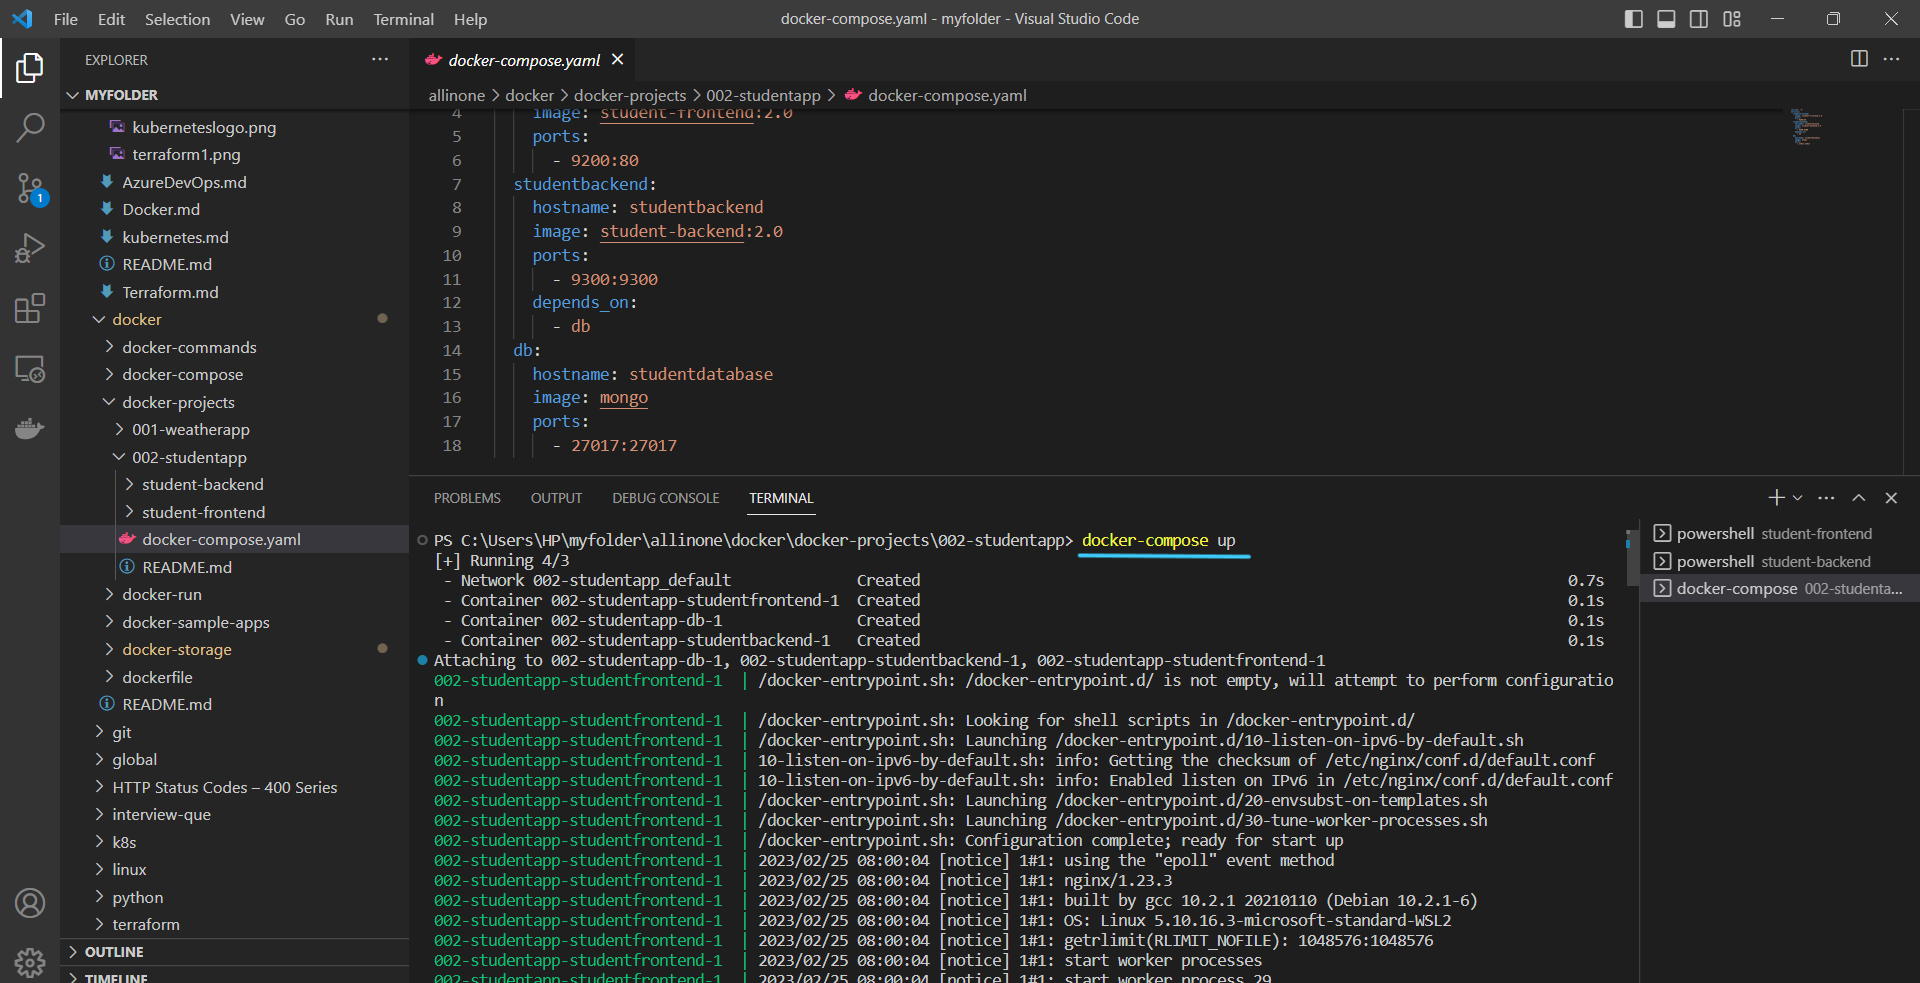 File Edit Selection View Go Run Terminal Help
docker-compose.yaml - myfolder - Visual Studio Code
EXPLORER
MYFOLDER
kuberneteslogo.png
terraform1.png
AzureDevOps.md
Docker.md
kubernetes.md
README.md
Terraform.md
docker
docker-commands
docker-compose
docker-projects
001-weatherapp
002-studentapp
student-backend
student-frontend
docker-compose.yaml
README.md
docker-run
docker-sample-apps
docker-storage
dockerfile
README.md
git
global
HTTP Status Codes – 400 Series
interview-que
k8s
linux
python
terraform
OUTLINE
TIMELINE
1
docker-compose.yaml
allinone > docker > docker-projects > 002-studentapp > docker-compose.yaml
4 image: student-frontend:2.0
5 ports:
6 - 9200:80
7 studentbackend:
8 hostname: studentbackend
9 image: student-backend:2.0
10 ports:
11 - 9300:9300
12 depends_on:
13 - db
14 db:
15 hostname: studentdatabase
16 image: mongo
17 ports:
18 - 27017:27017
PROBLEMS OUTPUT DEBUG CONSOLE TERMINAL
PS C:\Users\HP\myfolder\allinone\docker\docker-projects\002-studentapp> docker-compose up
[+] Running 4/3
- Network 002-studentapp_default Created 0.7s
- Container 002-studentapp-studentfrontend-1 Created 0.1s
- Container 002-studentapp-db-1 Created 0.1s
- Container 002-studentapp-studentbackend-1 Created 0.1s
Attaching to 002-studentapp-db-1, 002-studentapp-studentbackend-1, 002-studentapp-studentfrontend-1
002-studentapp-studentfrontend-1 | /docker-entrypoint.sh: /docker-entrypoint.d/ is not empty, will attempt to perform configuratio
n
002-studentapp-studentfrontend-1 | /docker-entrypoint.sh: Looking for shell scripts in /docker-entrypoint.d/
002-studentapp-studentfrontend-1 | /docker-entrypoint.sh: Launching /docker-entrypoint.d/10-listen-on-ipv6-by-default.sh
002-studentapp-studentfrontend-1 | 10-listen-on-ipv6-by-default.sh: info: Getting the checksum of /etc/nginx/conf.d/default.conf
002-studentapp-studentfrontend-1 | 10-listen-on-ipv6-by-default.sh: info: Enabled listen on IPv6 in /etc/nginx/conf.d/default.conf
002-studentapp-studentfrontend-1 | /docker-entrypoint.sh: Launching /docker-entrypoint.d/20-envsubst-on-templates.sh
002-studentapp-studentfrontend-1 | /docker-entrypoint.sh: Launching /docker-entrypoint.d/30-tune-worker-processes.sh
002-studentapp-studentfrontend-1 | /docker-entrypoint.sh: Configuration complete; ready for start up
002-studentapp-studentfrontend-1 | 2023/02/25 08:00:04 [notice] 1#1: using the "epoll" event method
002-studentapp-studentfrontend-1 | 2023/02/25 08:00:04 [notice] 1#1: nginx/1.23.3
002-studentapp-studentfrontend-1 | 2023/02/25 08:00:04 [notice] 1#1: built by gcc 10.2.1 20210110 (Debian 10.2.1-6)
002-studentapp-studentfrontend-1 | 2023/02/25 08:00:04 [notice] 1#1: OS: Linux 5.10.16.3-microsoft-standard-WSL2
002-studentapp-studentfrontend-1 | 2023/02/25 08:00:04 [notice] 1#1: getrlimit(RLIMIT_NOFILE): 1048576:1048576
002-studentapp-studentfrontend-1 | 2023/02/25 08:00:04 [notice] 1#1: start worker processes
002-studentapp-studentfrontend-1 | 2023/02/25 08:00:04 [notice] 1#1: start worker process 29
powershell student-frontend
powershell student-backend
docker-compose 002-studenta...